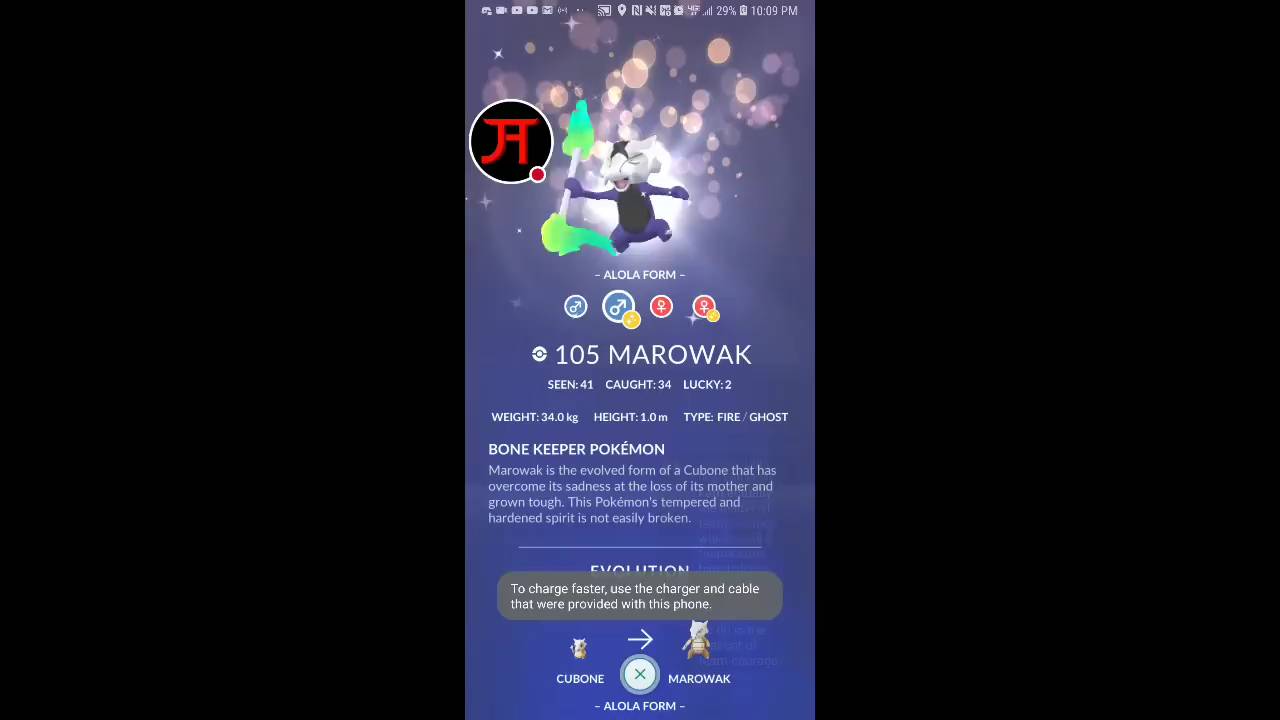 29% 10:09 PM
– ALOLA FORM –
105 MAROWAK
SEEN: 41 CAUGHT: 34 LUCKY: 2
WEIGHT: 34.0 kg HEIGHT: 1.0 m TYPE: FIRE / GHOST
BONE KEEPER POKÉMON
Marowak is the evolved form of a Cubone that has
overcome its sadness at the loss of its mother and
grown tough. This Pokémon's tempered and
hardened spirit is not easily broken.
EVOLUTION
To charge faster, use the charger and cable
that were provided with this phone.
CUBONE MAROWAK
– ALOLA FORM –